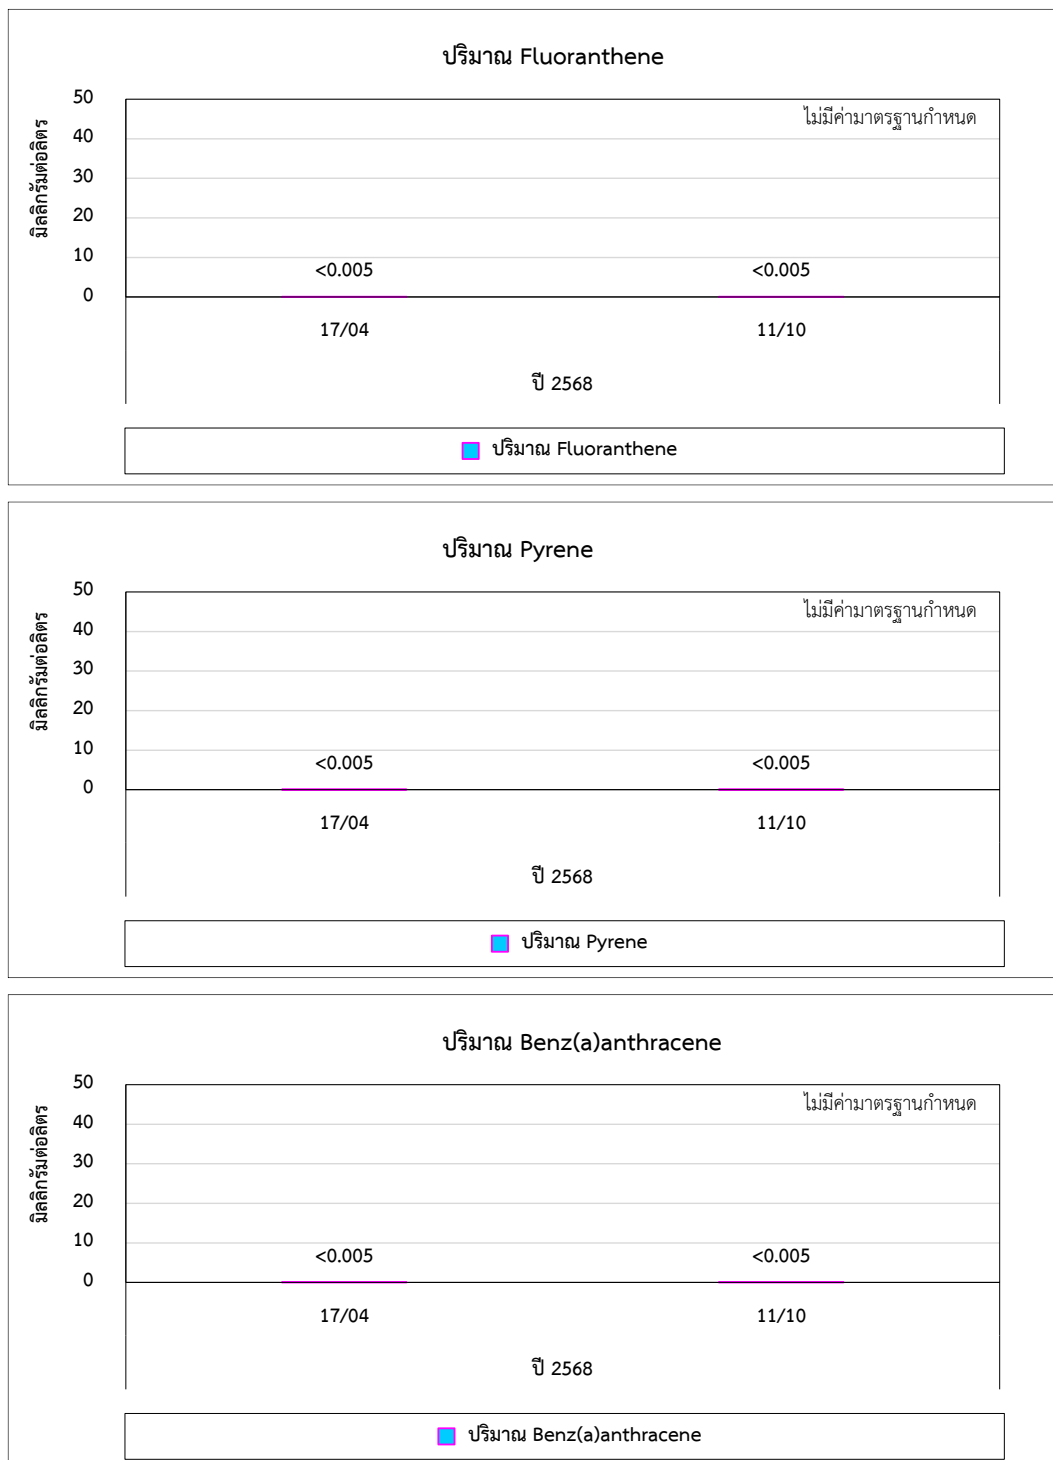 ปริมาณ Fluoranthene
มิลลิกรัมต่อลิตร
50
40
30
20
10
0
ไม่มีค่ามาตรฐานกำหนด
<0.005 <0.005
17/04 11/10
ปี 2568
ปริมาณ Fluoranthene
ปริมาณ Pyrene
มิลลิกรัมต่อลิตร
50
40
30
20
10
0
ไม่มีค่ามาตรฐานกำหนด
<0.005 <0.005
17/04 11/10
ปี 2568
ปริมาณ Pyrene
ปริมาณ Benz(a)anthracene
มิลลิกรัมต่อลิตร
50
40
30
20
10
0
ไม่มีค่ามาตรฐานกำหนด
<0.005 <0.005
17/04 11/10
ปี 2568
ปริมาณ Benz(a)anthracene